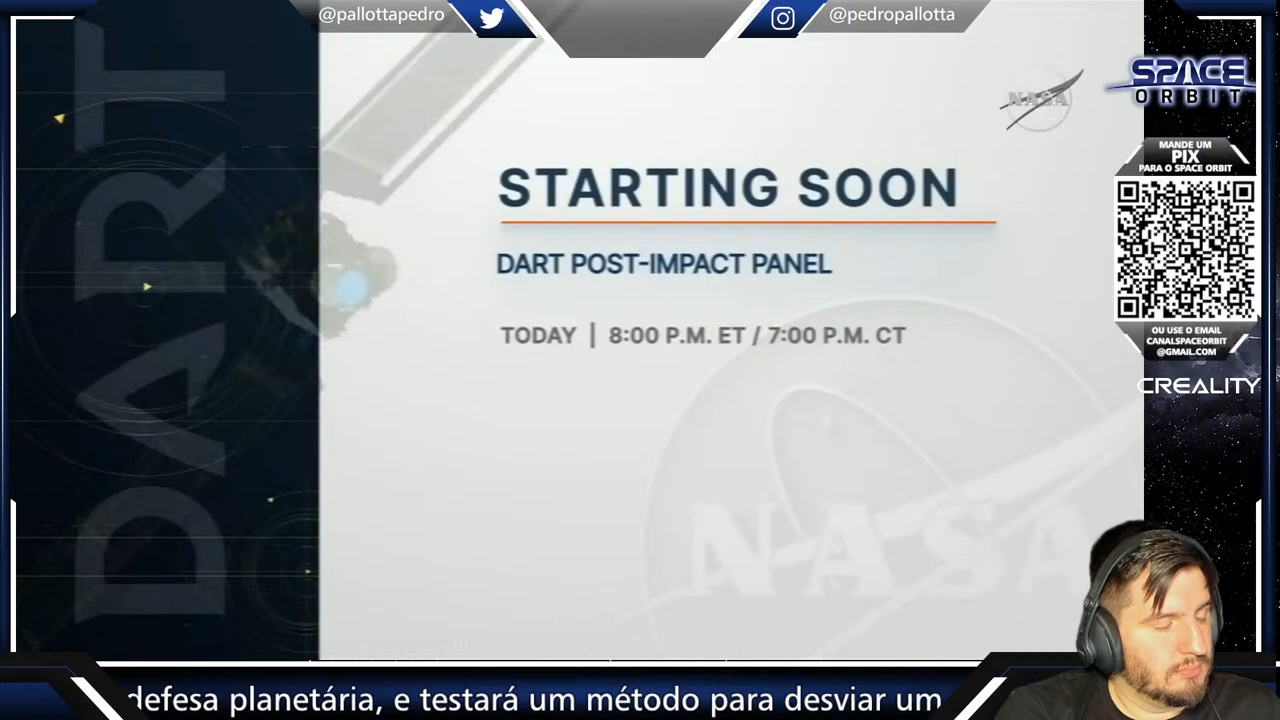 @pallottapedro
@pedropallotta
SPACE
ORBIT
NASA
MANDE UM
PIX
PARA O SPACE ORBIT
DART
STARTING SOON
DART POST-IMPACT PANEL
TODAY | 8:00 P.M. ET / 7:00 P.M. CT
OU USE O EMAIL
CANALSPACEORBIT
@GMAIL.COM
CREALITY
NASA
defesa planetária, e testará um método para desviar um